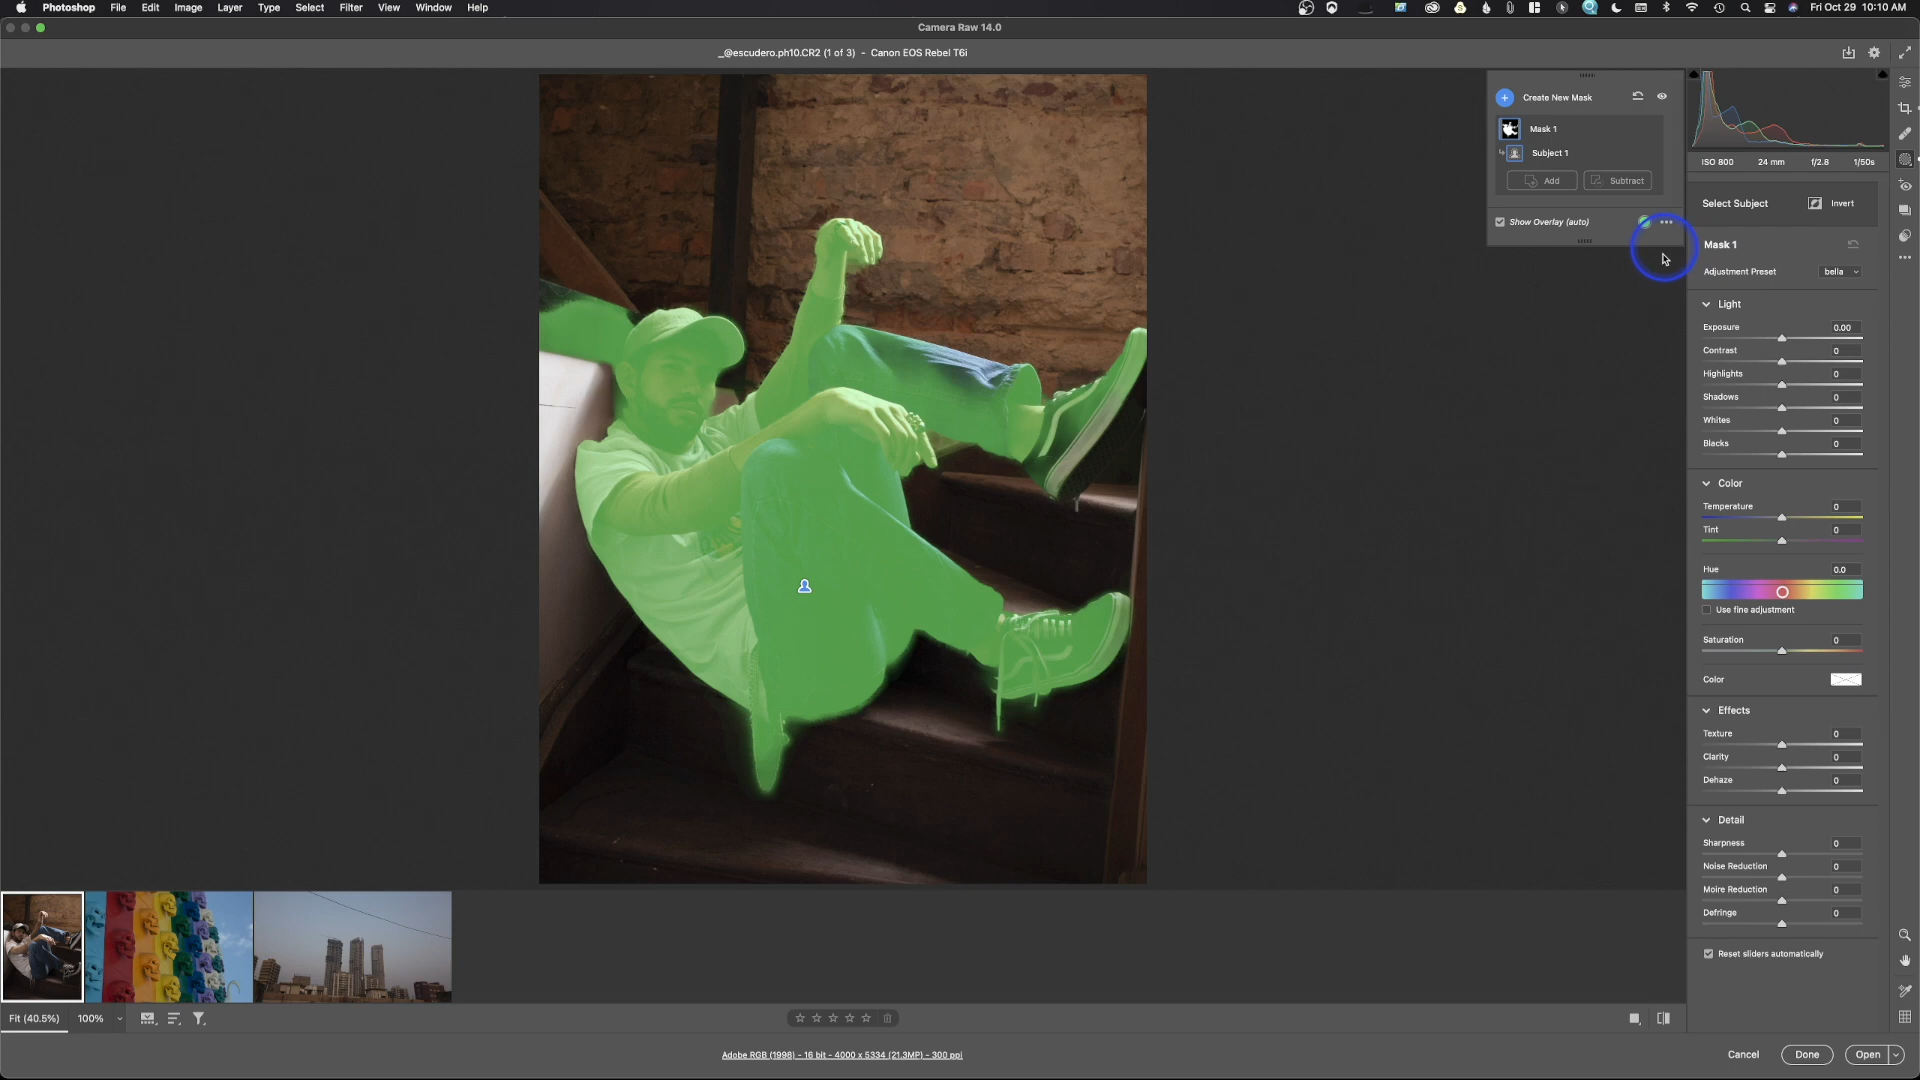 Photoshop File Edit Image Layer Type Select Filter View Window Help Fri Oct 29 10:10 AM
Camera Raw 14.0
_@escudero.ph10.CR2 (1 of 3) - Canon EOS Rebel T6i
Create New Mask
Mask 1
Subject 1
Add Subtract
Show Overlay (auto)
ISO 800 24 mm f/2.8 1/50s
Select Subject Invert
Mask 1
Adjustment Preset bella
Light
Exposure 0.00
Contrast 0
Highlights 0
Shadows 0
Whites 0
Blacks 0
Color
Temperature 0
Tint 0
Hue 0.0
Use fine adjustment
Saturation 0
Color
Effects
Texture 0
Clarity 0
Dehaze 0
Detail
Sharpness 0
Noise Reduction 0
Moire Reduction 0
Defringe 0
Reset sliders automatically
Fit (40.5%) 100%
Adobe RGB (1998) - 16 bit - 4000 x 5334 (21.3MP) - 300 ppi
Cancel Done Open